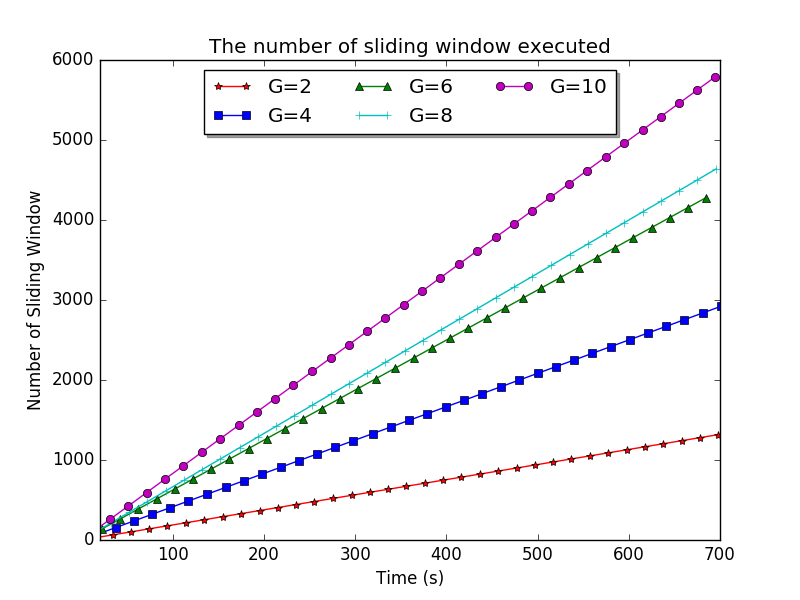 The number of sliding window executed
G=2 G=6 G=10
G=4 G=8
6000
5000
4000
3000
2000
1000
0
Number of Sliding Window
100 200 300 400 500 600 700
Time (s)